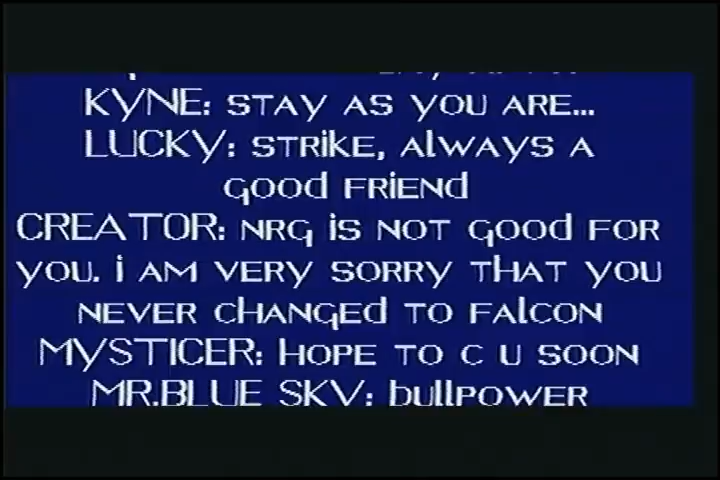 KYNE: STAY AS YOU ARE...
LUCKY: STRIKE, ALWAYS A
GOOD FRIEND
CREATOR: NRG IS NOT GOOD FOR
YOU. I AM VERY SORRY THAT YOU
NEVER CHANGED TO FALCON
MYSTICER: HOPE TO C U SOON
MR.BLUE SKY: BULLPOWER